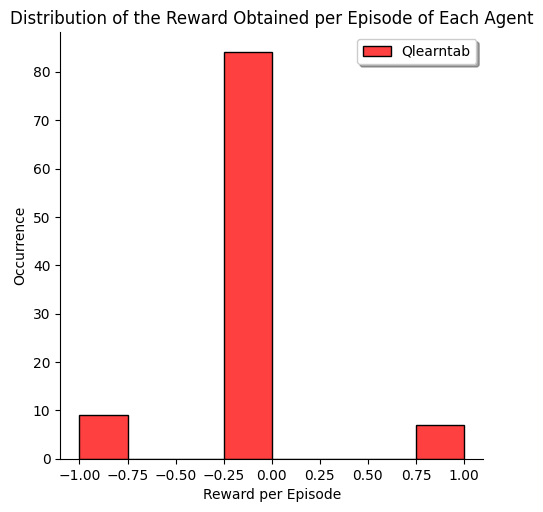 Distribution of the Reward Obtained per Episode of Each Agent
Qlearntab
80
70
60
50
40
30
20
10
0
Occurrence
−1.00 −0.75 −0.50 −0.25 0.00 0.25 0.50 0.75 1.00
Reward per Episode